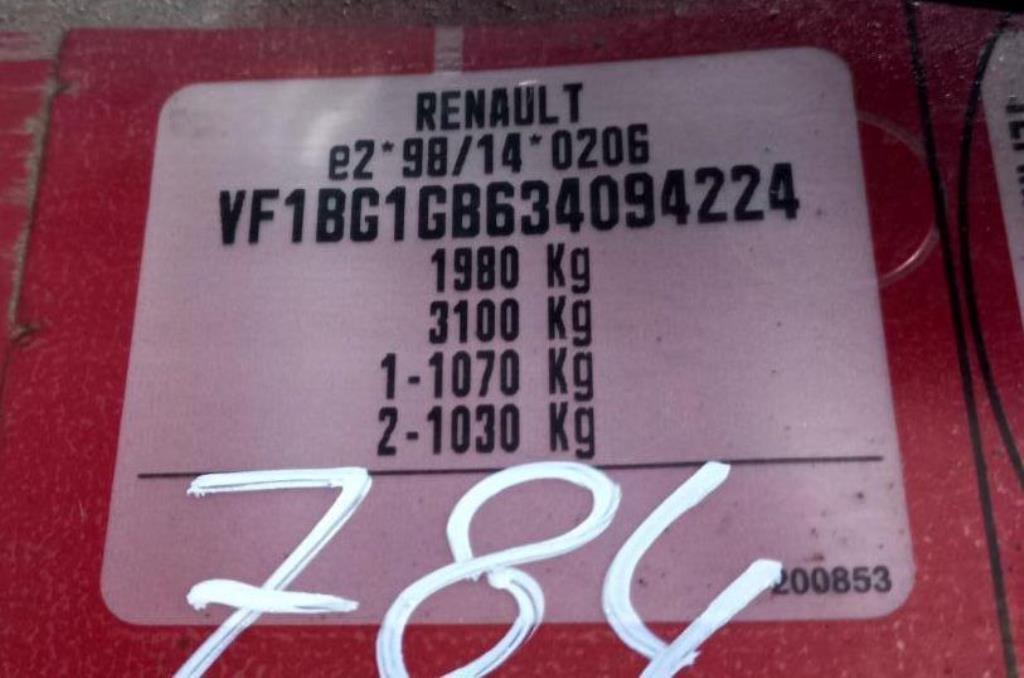 RENAULT
e2*98/14*0206
VF1BG1GB634094224
1980 Kg
3100 Kg
1-1070 Kg
2-1030 Kg
784
200853